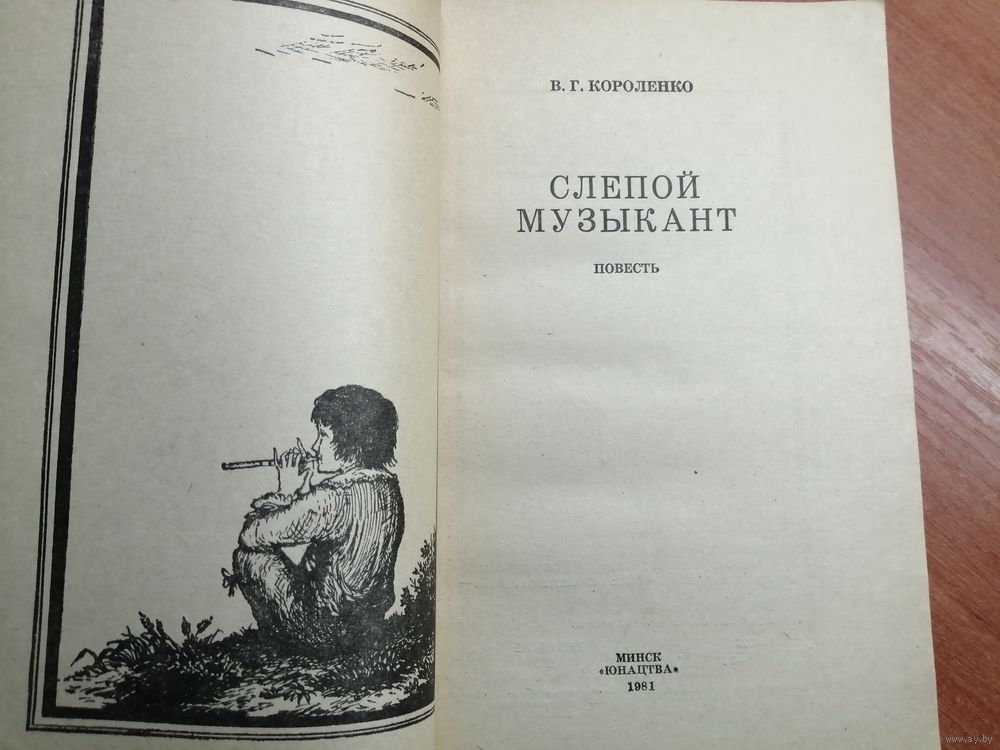 В. Г. КОРОЛЕНКО
СЛЕПОЙ
МУЗЫКАНТ
ПОВЕСТЬ
МИНСК
«ЮНАЦТВА»
1981
www.ay.by